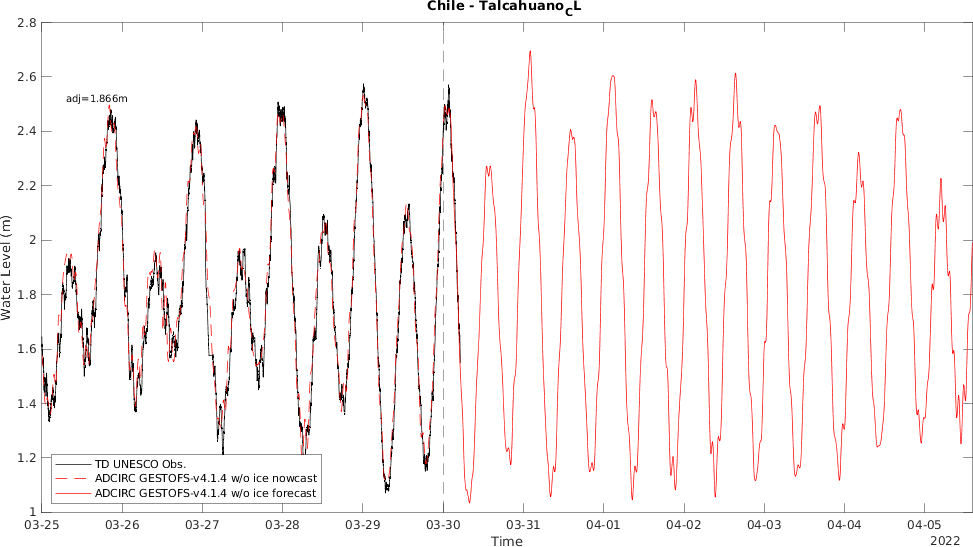 Chile - Talcahuano_CL
adj=1.866m
2.8
2.6
2.4
2.2
2
1.8
1.6
1.4
1.2
1
Water Level (m)
TD UNESCO Obs.
ADCIRC GESTOFS-v4.1.4 w/o ice nowcast
ADCIRC GESTOFS-v4.1.4 w/o ice forecast
03-25 03-26 03-27 03-28 03-29 03-30 03-31 04-01 04-02 04-03 04-04 04-05
Time
2022